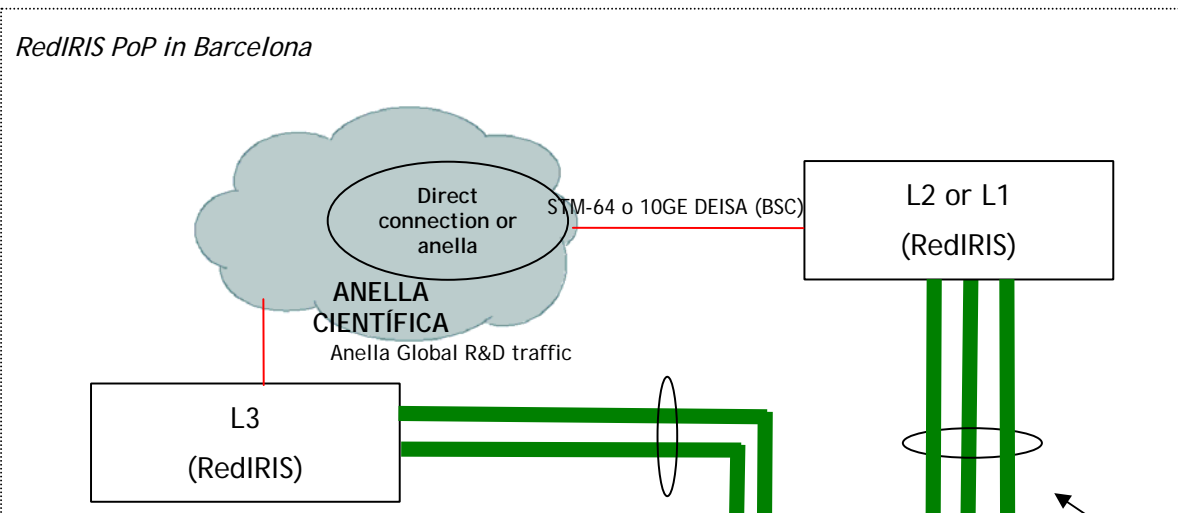 RedIRIS PoP in Barcelona
Direct
connection or
anella
STM-64 o 10GE DEISA (BSC)
L2 or L1
(RedIRIS)
ANELLA
CIENTÍFICA
Anella Global R&D traffic
L3
(RedIRIS)